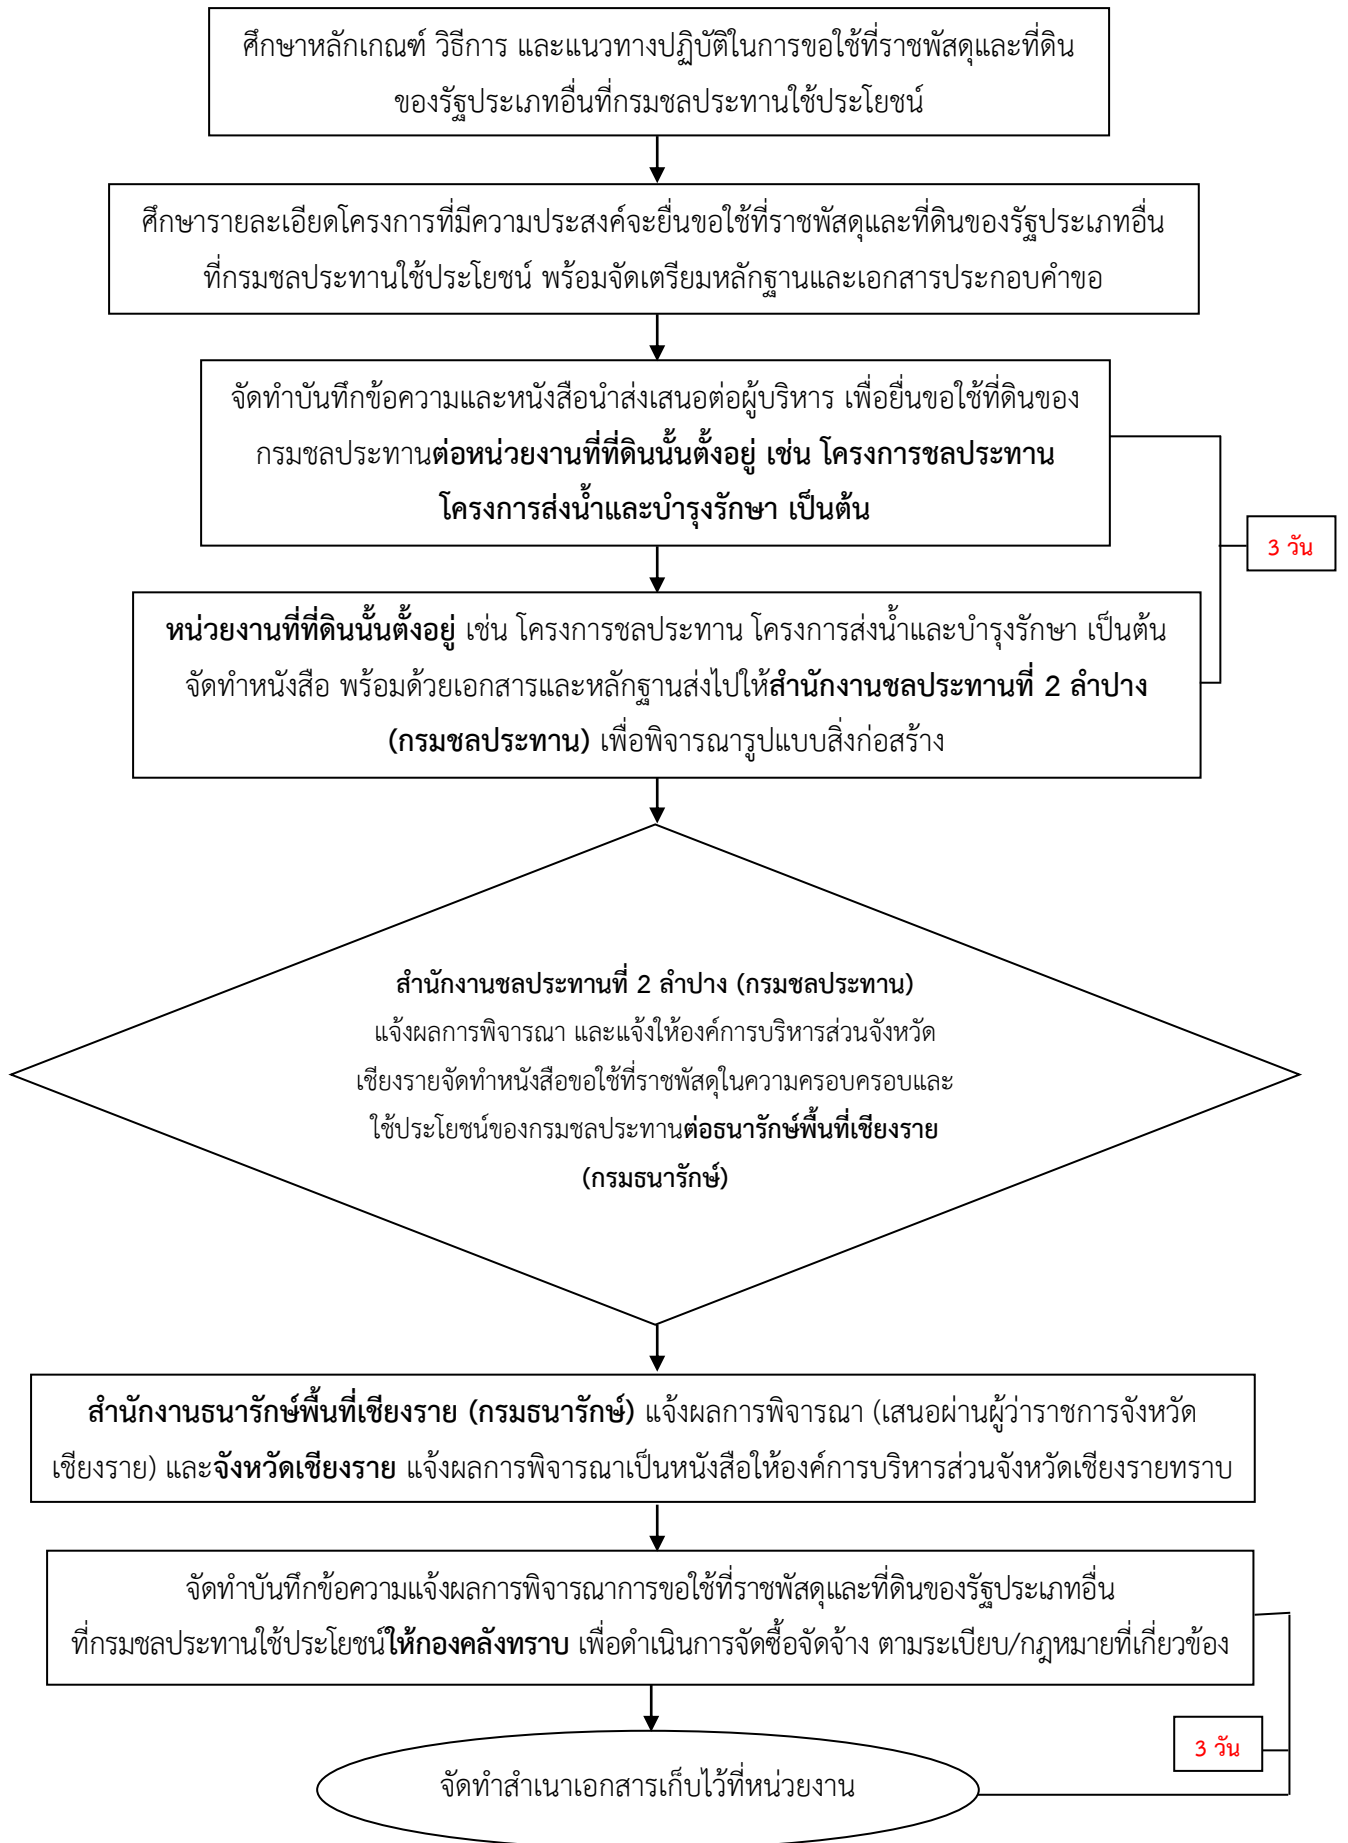 ศึกษาหลักเกณฑ์ วิธีการ และแนวทางปฏิบัติในการขอใช้ที่ราชพัสดุและที่ดิน
ของรัฐประเภทอื่นที่กรมชลประทานใช้ประโยชน์
ศึกษารายละเอียดโครงการที่มีความประสงค์จะยื่นขอใช้ที่ราชพัสดุและที่ดินของรัฐประเภทอื่น
ที่กรมชลประทานใช้ประโยชน์ พร้อมจัดเตรียมหลักฐานและเอกสารประกอบคำขอ
จัดทำบันทึกข้อความและหนังสือนำส่งเสนอต่อผู้บริหาร เพื่อยื่นขอใช้ที่ดินของ
กรมชลประทานต่อหน่วยงานที่ที่ดินนั้นตั้งอยู่ เช่น โครงการชลประทาน
โครงการส่งน้ำและบำรุงรักษา เป็นต้น
3 วัน
หน่วยงานที่ที่ดินนั้นตั้งอยู่ เช่น โครงการชลประทาน โครงการส่งน้ำและบำรุงรักษา เป็นต้น
จัดทำหนังสือ พร้อมด้วยเอกสารและหลักฐานส่งไปให้สำนักงานชลประทานที่ 2 ลำปาง
(กรมชลประทาน) เพื่อพิจารณารูปแบบสิ่งก่อสร้าง
สำนักงานชลประทานที่ 2 ลำปาง (กรมชลประทาน)
แจ้งผลการพิจารณา และแจ้งให้องค์การบริหารส่วนจังหวัด
เชียงรายจัดทำหนังสือขอใช้ที่ราชพัสดุในความครอบครอบและ
ใช้ประโยชน์ของกรมชลประทานต่อธนารักษ์พื้นที่เชียงราย
(กรมธนารักษ์)
สำนักงานธนารักษ์พื้นที่เชียงราย (กรมธนารักษ์) แจ้งผลการพิจารณา (เสนอผ่านผู้ว่าราชการจังหวัด
เชียงราย) และจังหวัดเชียงราย แจ้งผลการพิจารณาเป็นหนังสือให้องค์การบริหารส่วนจังหวัดเชียงรายทราบ
จัดทำบันทึกข้อความแจ้งผลการพิจารณาการขอใช้ที่ราชพัสดุและที่ดินของรัฐประเภทอื่น
ที่กรมชลประทานใช้ประโยชน์ให้กองคลังทราบ เพื่อดำเนินการจัดซื้อจัดจ้าง ตามระเบียบ/กฎหมายที่เกี่ยวข้อง
3 วัน
จัดทำสำเนาเอกสารเก็บไว้ที่หน่วยงาน